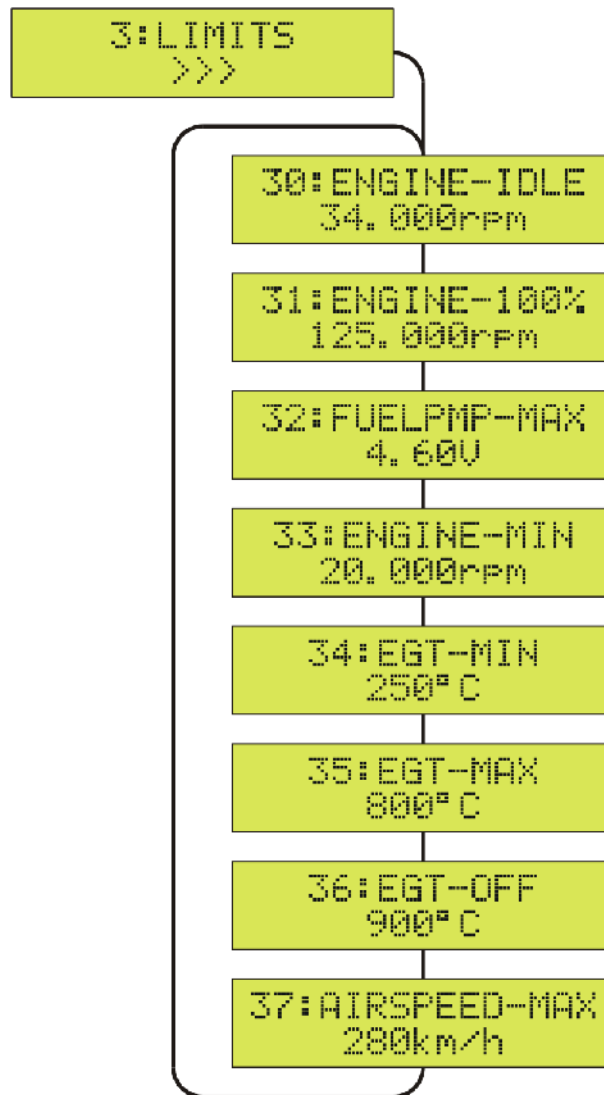 3:LIMITS
>>>
30:ENGINE-IDLE
34.000rpm
31:ENGINE-100%
125.000rpm
32:FUELPMP-MAX
4.60V
33:ENGINE-MIN
20.000rpm
34:EGT-MIN
250°C
35:EGT-MAX
800°C
36:EGT-OFF
900°C
37:AIRSPEED-MAX
280km/h